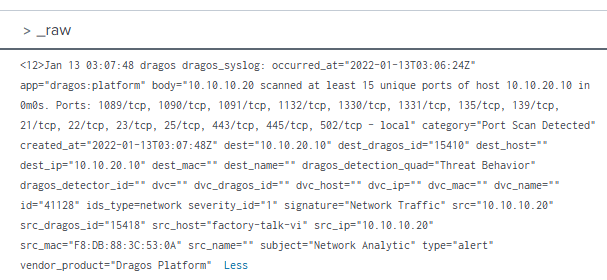 > _raw
<12>Jan 13 03:07:48 dragos dragos_syslog: occurred_at="2022-01-13T03:06:24Z"
app="dragos:platform" body="10.10.10.20 scanned at least 15 unique ports of host 10.10.20.10 in
0m0s. Ports: 1089/tcp, 1090/tcp, 1091/tcp, 1132/tcp, 1330/tcp, 1331/tcp, 135/tcp, 139/tcp,
21/tcp, 22/tcp, 23/tcp, 25/tcp, 443/tcp, 445/tcp, 502/tcp - local" category="Port Scan Detected"
created_at="2022-01-13T03:07:48Z" dest="10.10.20.10" dest_dragos_id="15410" dest_host=""
dest_ip="10.10.20.10" dest_mac="" dest_name="" dragos_detection_quad="Threat Behavior"
dragos_detector_id="" dvc="" dvc_dragos_id="" dvc_host="" dvc_ip="" dvc_mac="" dvc_name=""
id="41128" ids_type=network severity_id="1" signature="Network Traffic" src="10.10.10.20"
src_dragos_id="15418" src_host="factory-talk-vi" src_ip="10.10.10.20"
src_mac="F8:DB:88:3C:53:0A" src_name="" subject="Network Analytic" type="alert"
vendor_product="Dragos Platform" Less